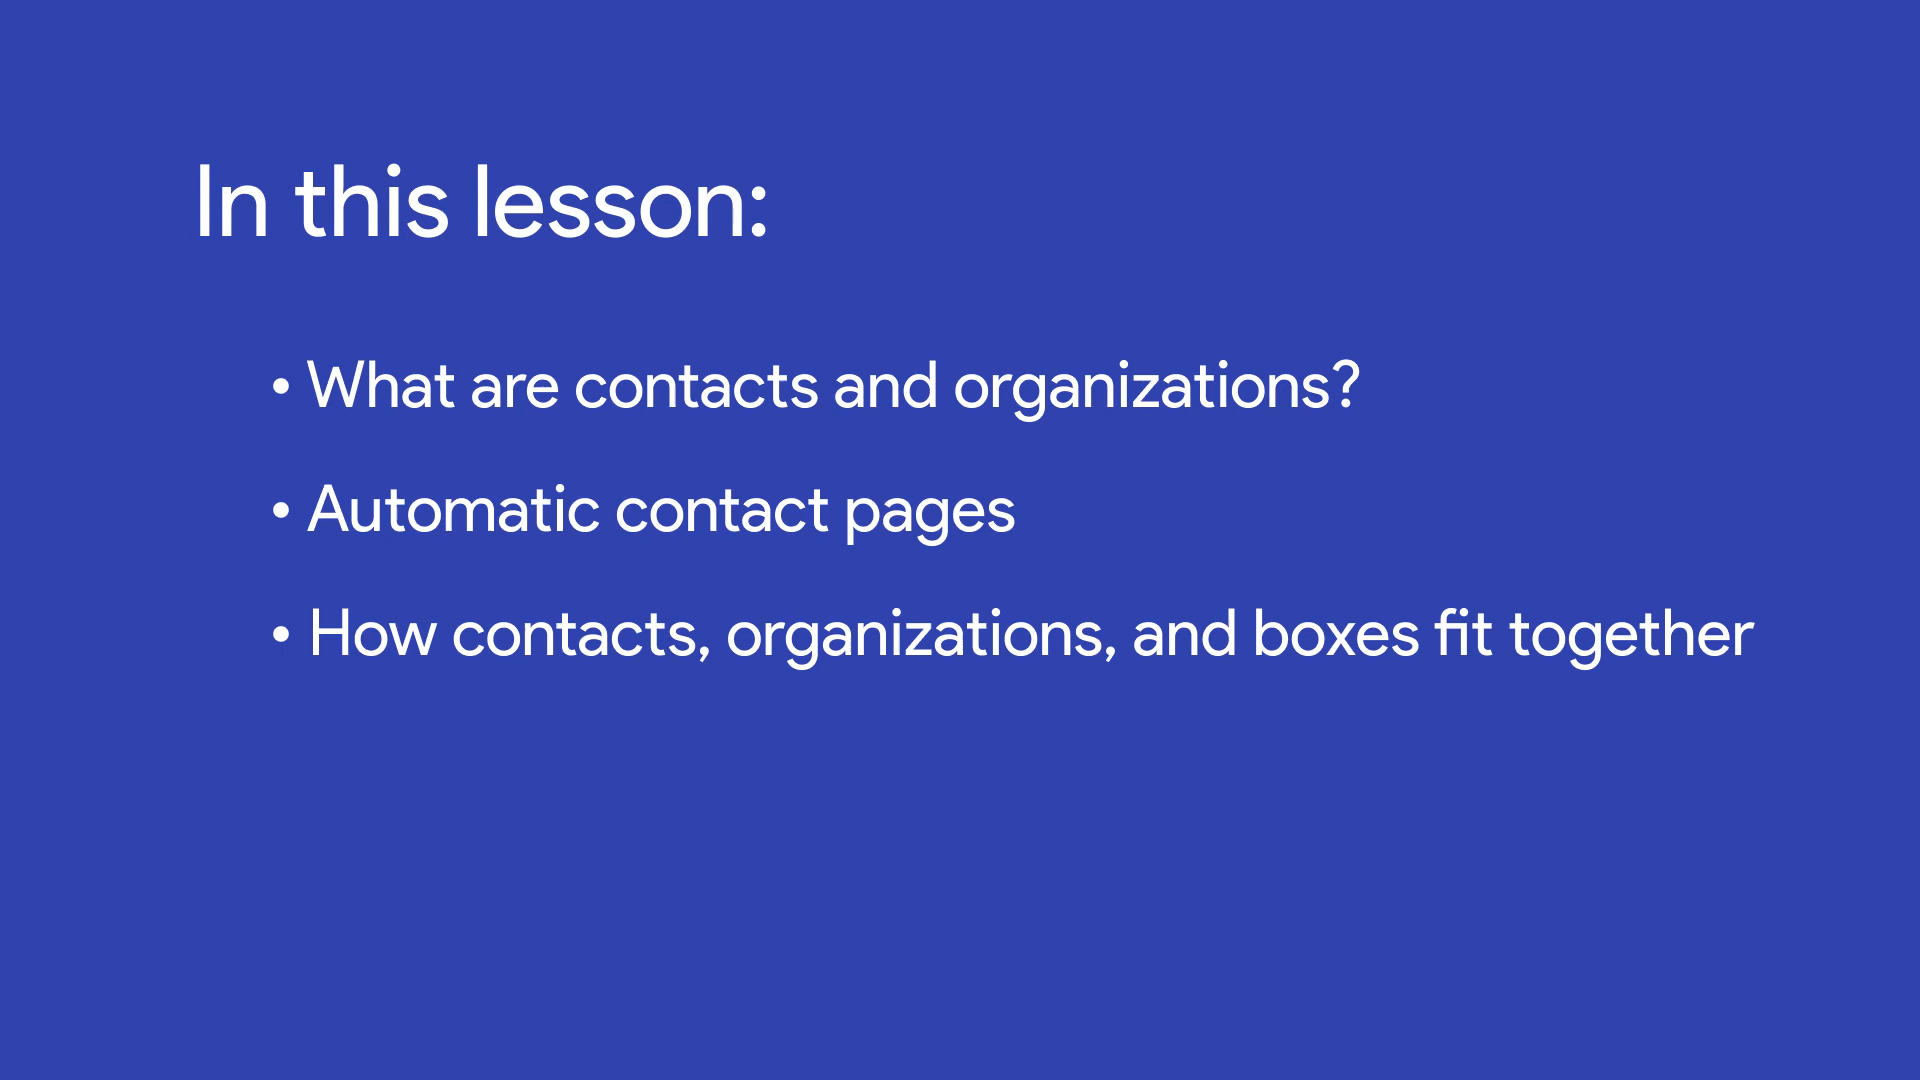 In this lesson:
• What are contacts and organizations?
• Automatic contact pages
• How contacts, organizations, and boxes fit together